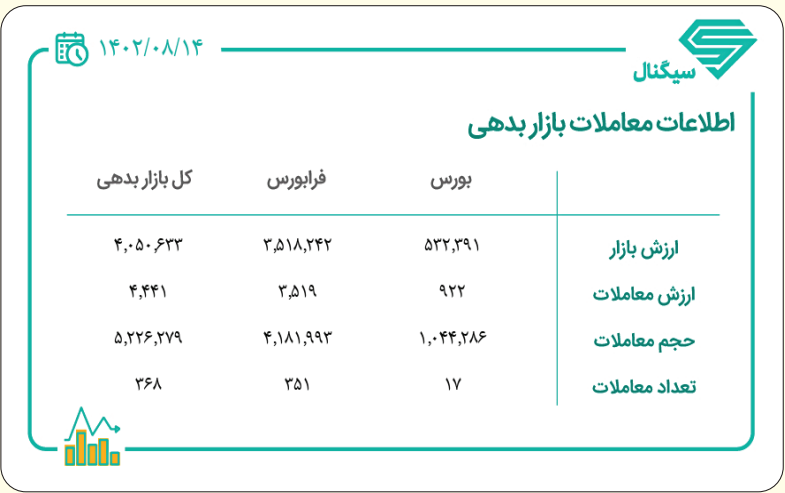 ۱۴۰۲/۰۸/۱۴
سیگنال
اطلاعات معاملات بازار بدهی
بورس فرابورس کل بازار بدهی
ارزش بازار ۵۳۲,۳۹۱ ۳,۵۱۸,۲۴۲ ۴,۰۵۰,۶۳۳
ارزش معاملات ۹۲۲ ۳,۵۱۹ ۴,۴۴۱
حجم معاملات ۱,۰۴۴,۲۸۶ ۴,۱۸۱,۹۹۳ ۵,۲۲۶,۲۷۹
تعداد معاملات ۱۷ ۳۵۱ ۳۶۸